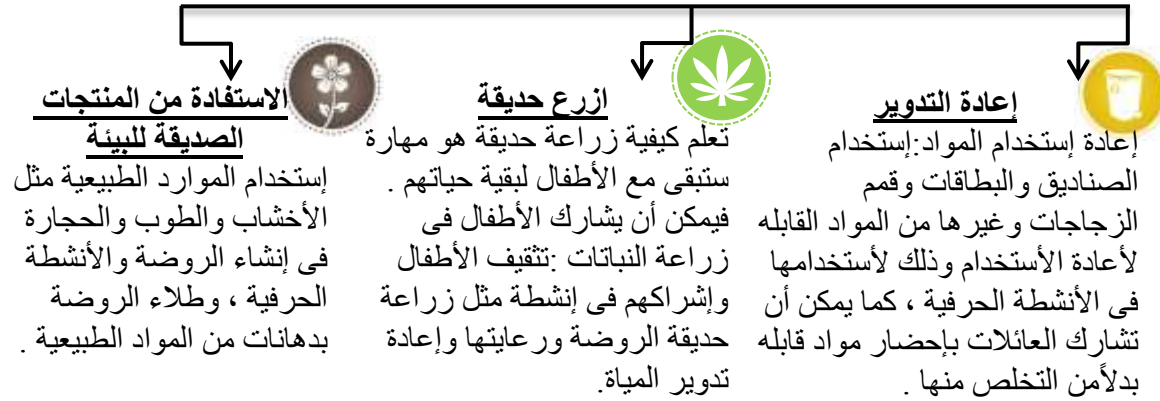 إعادة التدوير
إعادة إستخدام المواد:إستخدام
الصناديق والبطاقات وقمم
الزجاجات وغيرها من المواد القابله
لأعادة الأستخدام وذلك لأستخدامها
فى الأنشطة الحرفية ، كما يمكن أن
تشارك العائلات بإحضار مواد قابله
بدلاًمن التخلص منها .
ازرع حديقة
تعلم كيفية زراعة حديقة هو مهارة
ستبقى مع الأطفال لبقية حياتهم .
فيمكن أن يشارك الأطفال فى
زراعة النباتات :تثقيف الأطفال
وإشراكهم فى إنشطة مثل زراعة
حديقة الروضة ورعايتها وإعادة
تدوير المياة.
الاستفادة من المنتجات
الصديقة للبيئة
إستخدام الموارد الطبيعية مثل
الأخشاب والطوب والحجارة
فى إنشاء الروضة والأنشطة
الحرفية ، وطلاء الروضة
بدهانات من المواد الطبيعية .